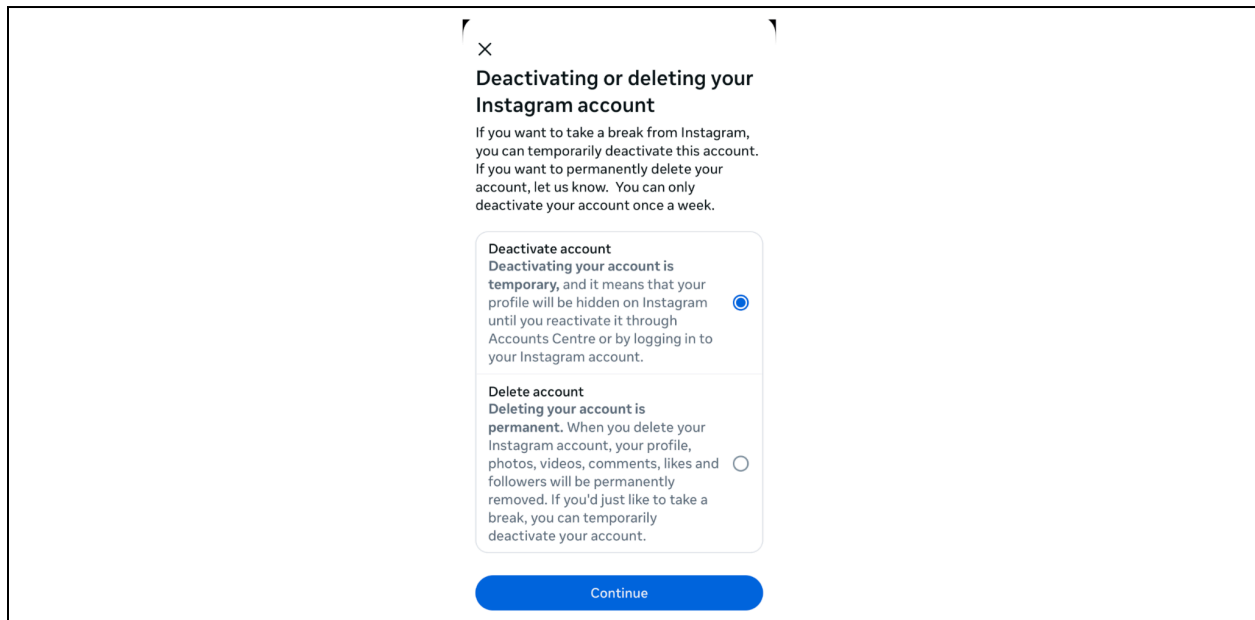 Deactivating or deleting your
Instagram account
If you want to take a break from Instagram,
you can temporarily deactivate this account.
If you want to permanently delete your
account, let us know.  You can only
deactivate your account once a week.
Deactivate account
Deactivating your account is
temporary, and it means that your
profile will be hidden on Instagram
until you reactivate it through
Accounts Centre or by logging in to
your Instagram account.
Delete account
Deleting your account is
permanent. When you delete your
Instagram account, your profile,
photos, videos, comments, likes and
followers will be permanently
removed. If you'd just like to take a
break, you can temporarily
deactivate your account.
Continue